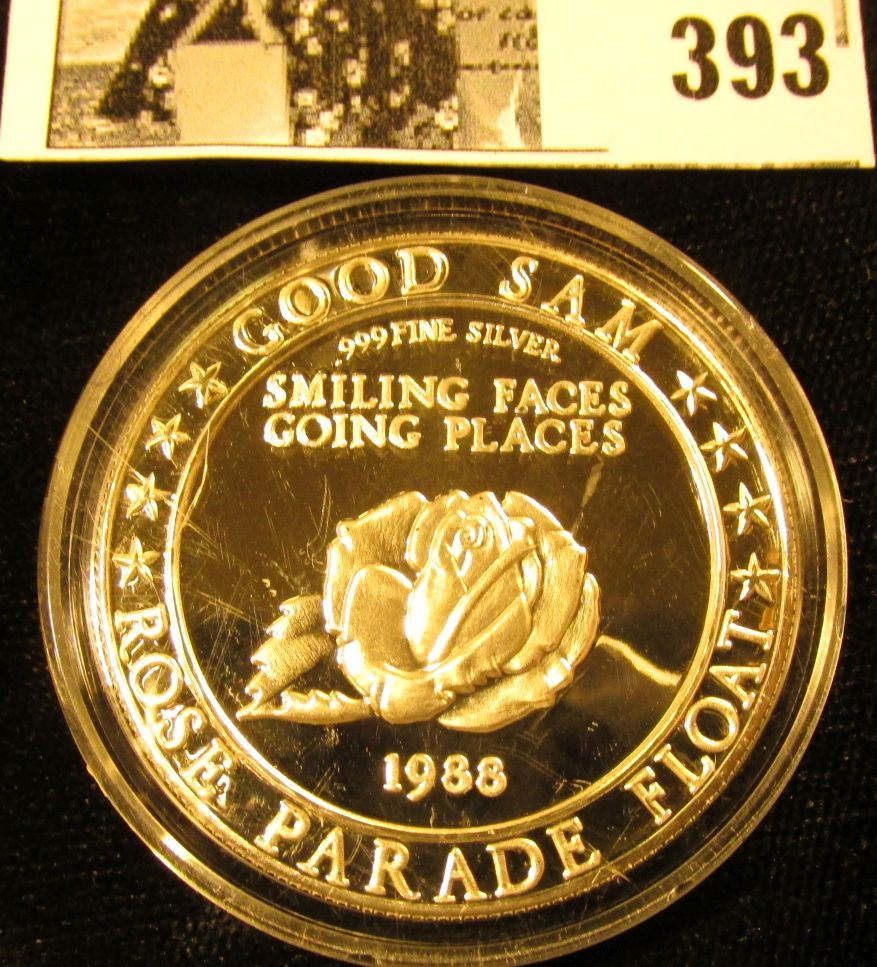 393
GOOD SAM
.999 FINE SILVER
SMILING FACES
GOING PLACES
1988
ROSE PARADE FLOAT